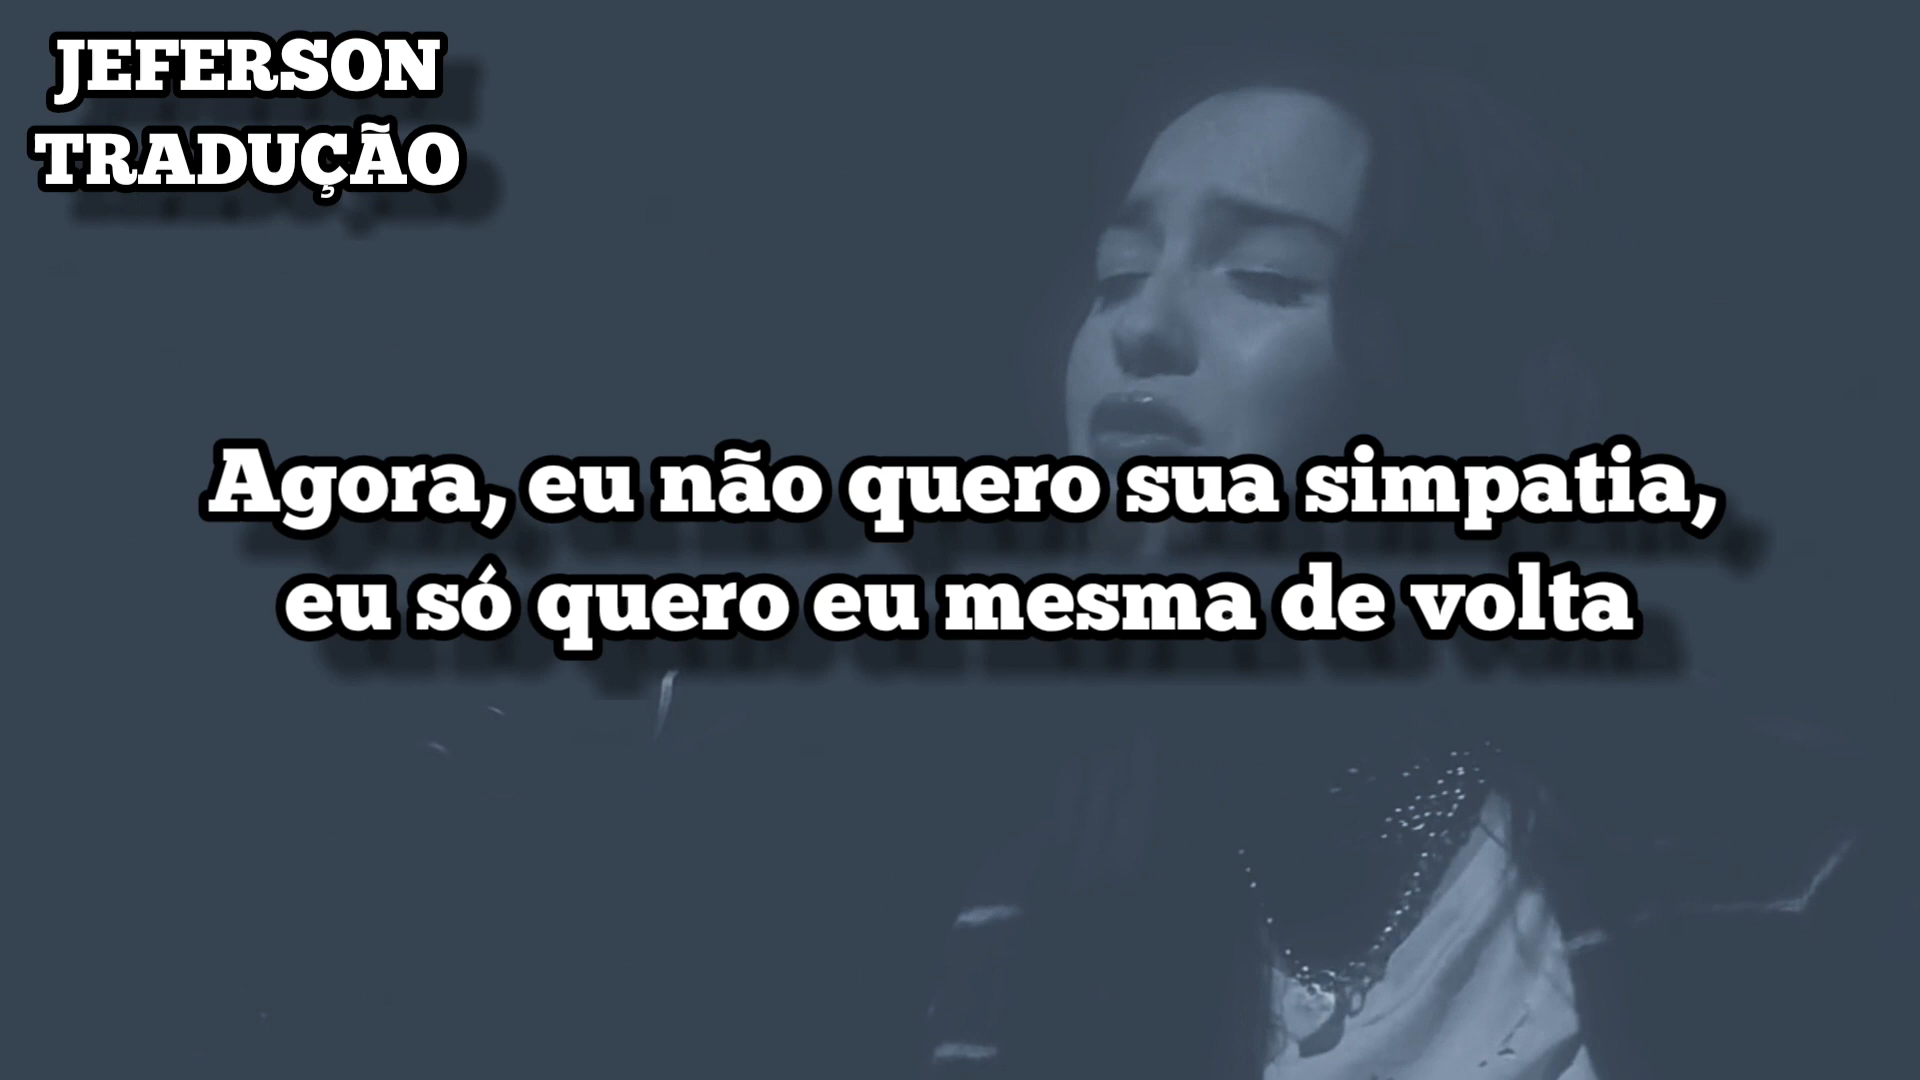 JEFERSON
TRADUÇÃO
Agora, eu não quero sua simpatia,
eu só quero eu mesma de volta